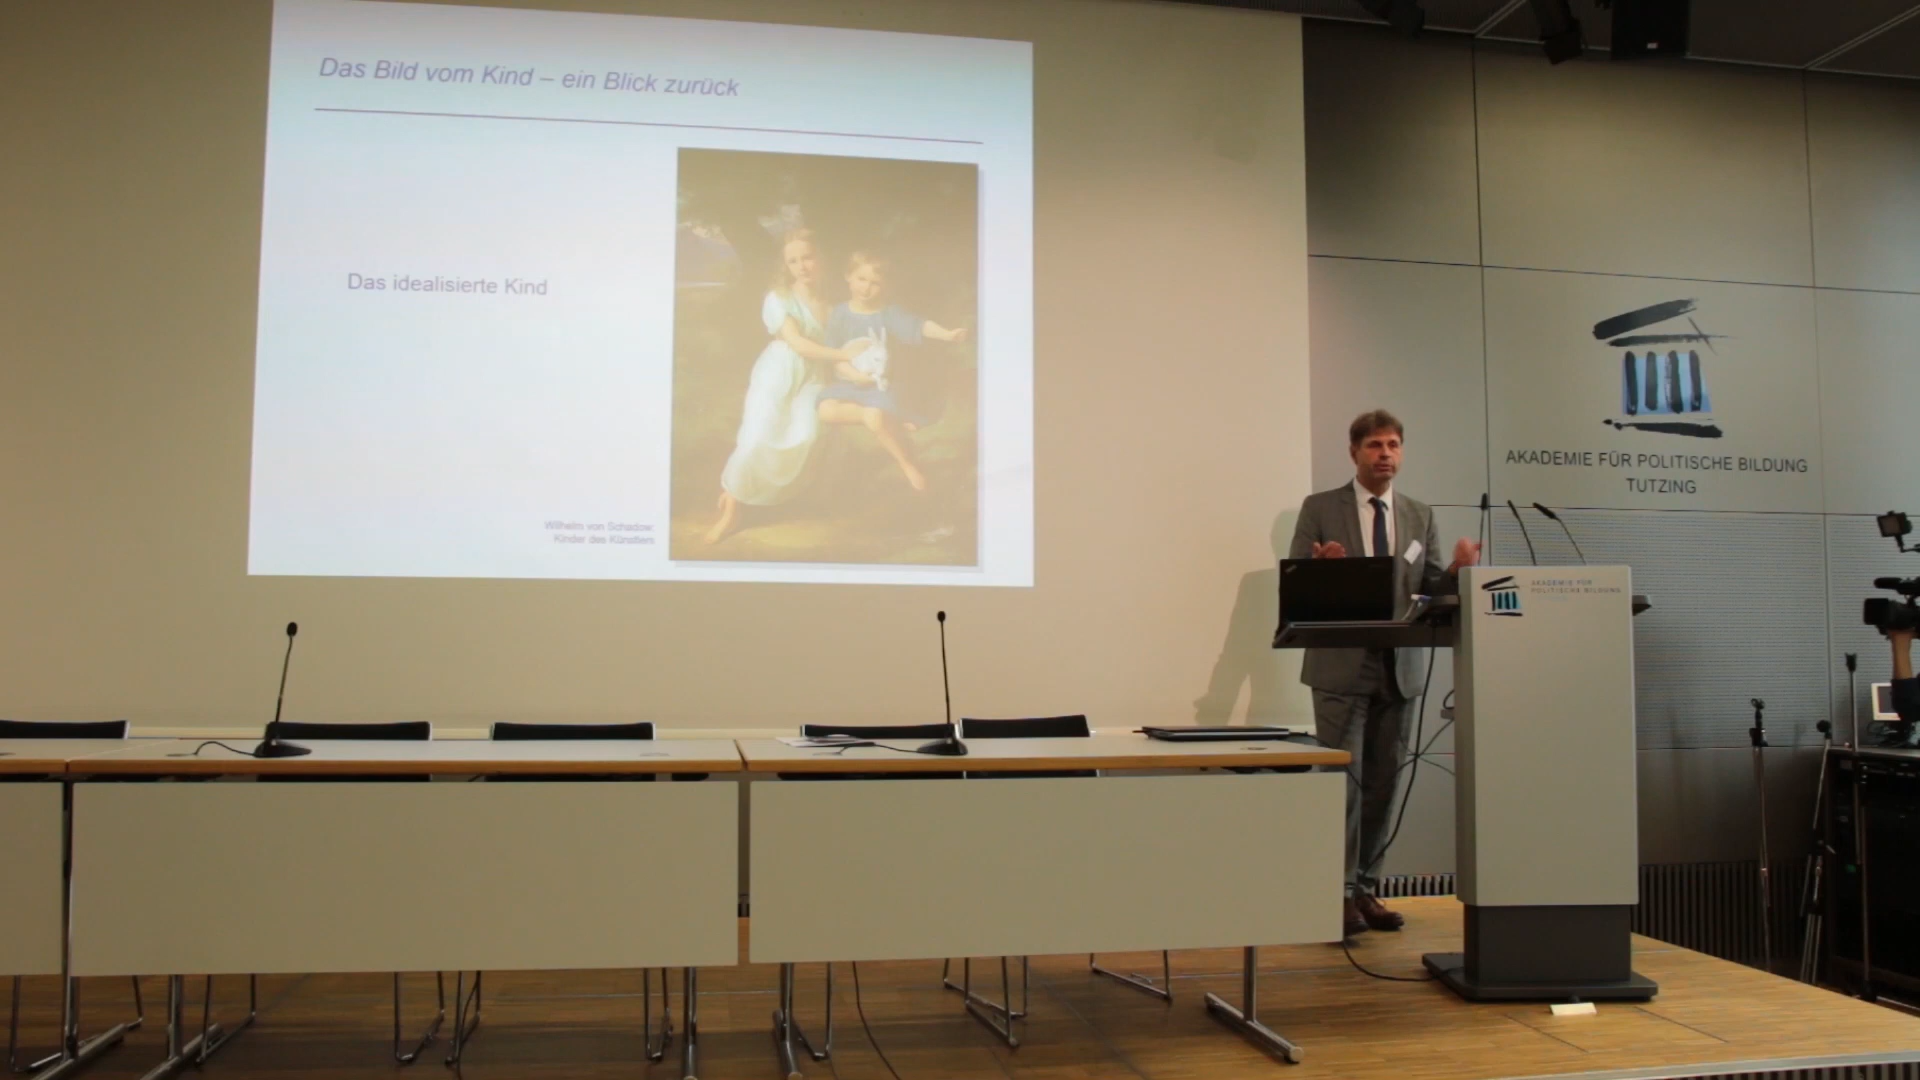 Das Bild vom Kind – ein Blick zurück
Das idealisierte Kind
Wilhelm von Schadow:
Kinder des Künstlers
AKADEMIE FÜR POLITISCHE BILDUNG
TUTZING
AKADEMIE FÜR
POLITISCHE BILDUNG